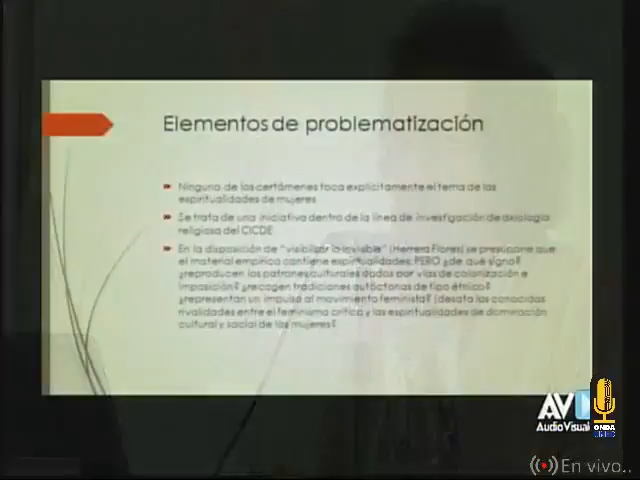 Elementos de problematización
Ninguno de los certámenes toca explícitamente el tema de las
espiritualidades de mujeres
Se trata de una iniciativa dentro de la línea de investigación de axiología
religiosa del CICDE
En la disposición de "visibilizar lo invisible" (Herrera Flores) se presupone que
el material empírico contiene espiritualidades, PERO ¿de qué signo?
¿reproducen los patrones culturales dados por vías de colonización e
imposición? ¿recogen tradiciones autóctonas de tipo étnico?
¿representan un impulso al movimiento feminista? ¿desata las conocidas
rivalidades entre el feminismo crítico y las espiritualidades de dominación
cultural y social de las mujeres?
AV
AudioVisual
ONDA
En vivo..